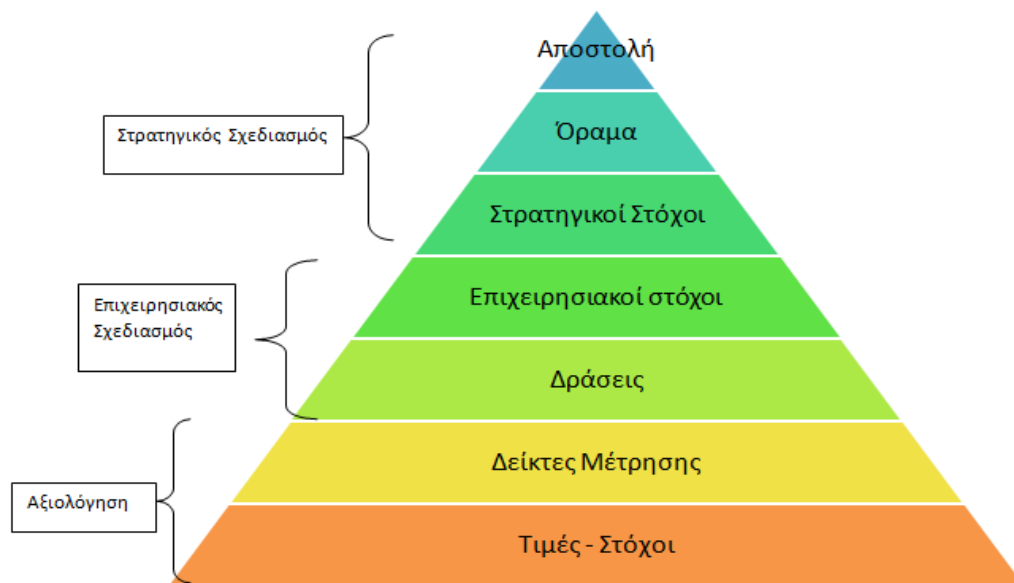 Αποστολή
Όραμα
Στρατηγικός Σχεδιασμός
Στρατηγικοί Στόχοι
Επιχειρησιακοί στόχοι
Επιχειρησιακός
Σχεδιασμός
Δράσεις
Δείκτες Μέτρησης
Αξιολόγηση
Τιμές - Στόχοι